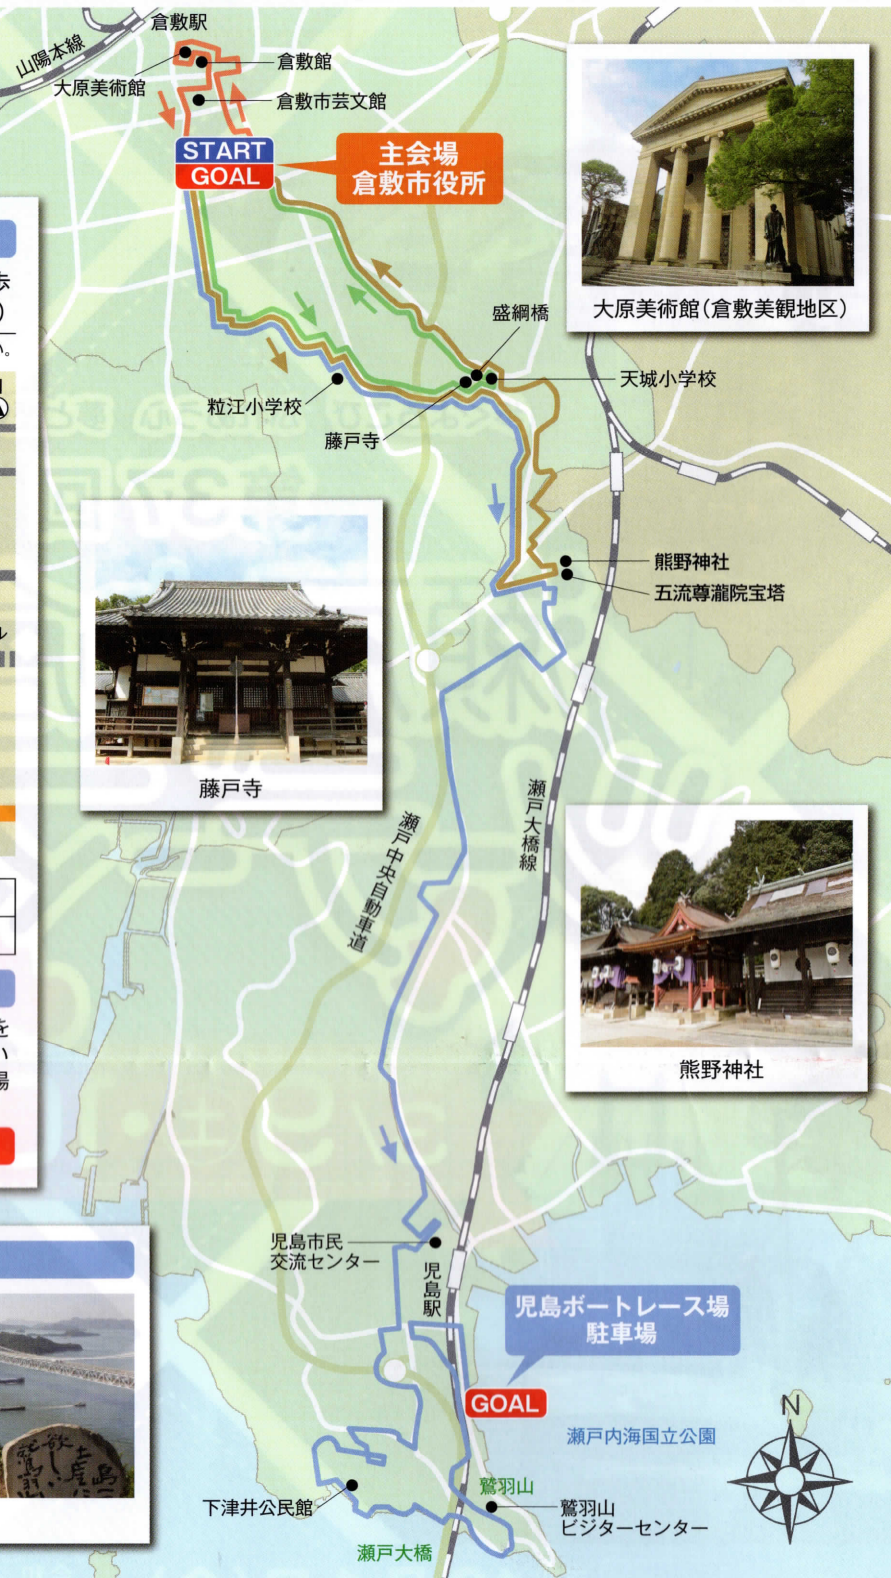 倉敷駅
山陽本線
大原美術館
倉敷館
倉敷市芸文館
START
GOAL
主会場
倉敷市役所
大原美術館(倉敷美観地区)
盛綱橋
天城小学校
粒江小学校
藤戸寺
熊野神社
五流尊瀧院宝塔
藤戸寺
瀬戸大橋線
瀬戸中央自動車道
熊野神社
児島市民
交流センター
児島駅
児島ボートレース場
駐車場
GOAL
N
瀬戸内海国立公園
鷲羽山
下津井公民館
鷲羽山
ビジターセンター
瀬戸大橋
歩
)
い。
ル
を
い
場